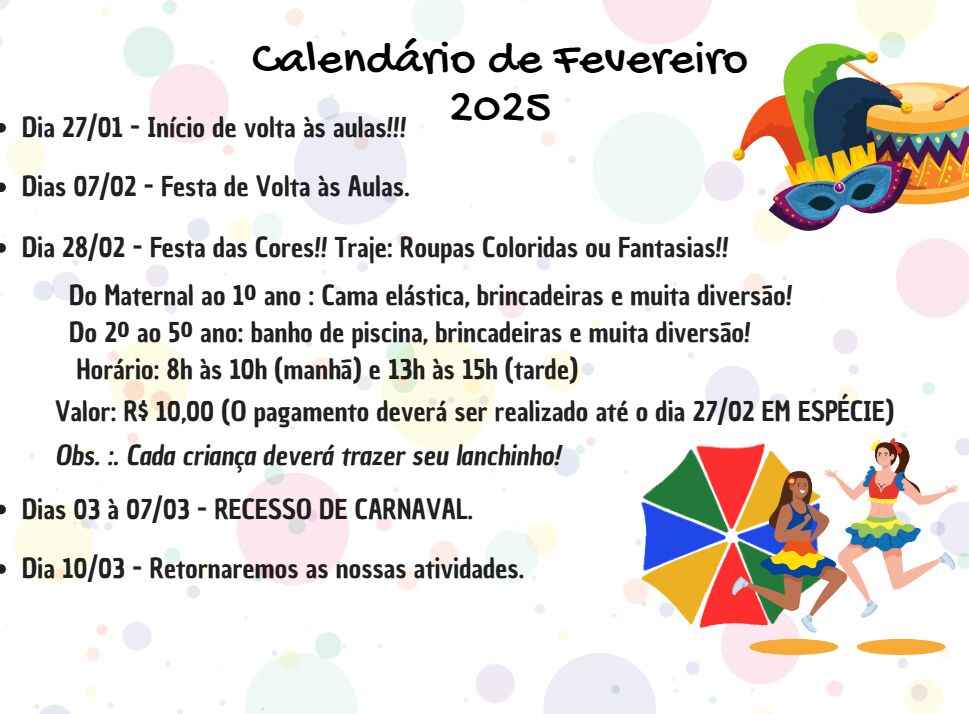 Calendário de Fevereiro
2025
• Dia 27/01 - Início de volta às aulas!!!
• Dias 07/02 - Festa de Volta às Aulas.
• Dia 28/02 - Festa das Cores!! Traje: Roupas Coloridas ou Fantasias!!
Do Maternal ao 1º ano : Cama elástica, brincadeiras e muita diversão!
Do 2º ao 5º ano: banho de piscina, brincadeiras e muita diversão!
Horário: 8h às 10h (manhã) e 13h às 15h (tarde)
Valor: R$ 10,00 (O pagamento deverá ser realizado até o dia 27/02 EM ESPÉCIE)
Obs. :. Cada criança deverá trazer seu lanchinho!
• Dias 03 à 07/03 - RECESSO DE CARNAVAL.
• Dia 10/03 - Retornaremos as nossas atividades.